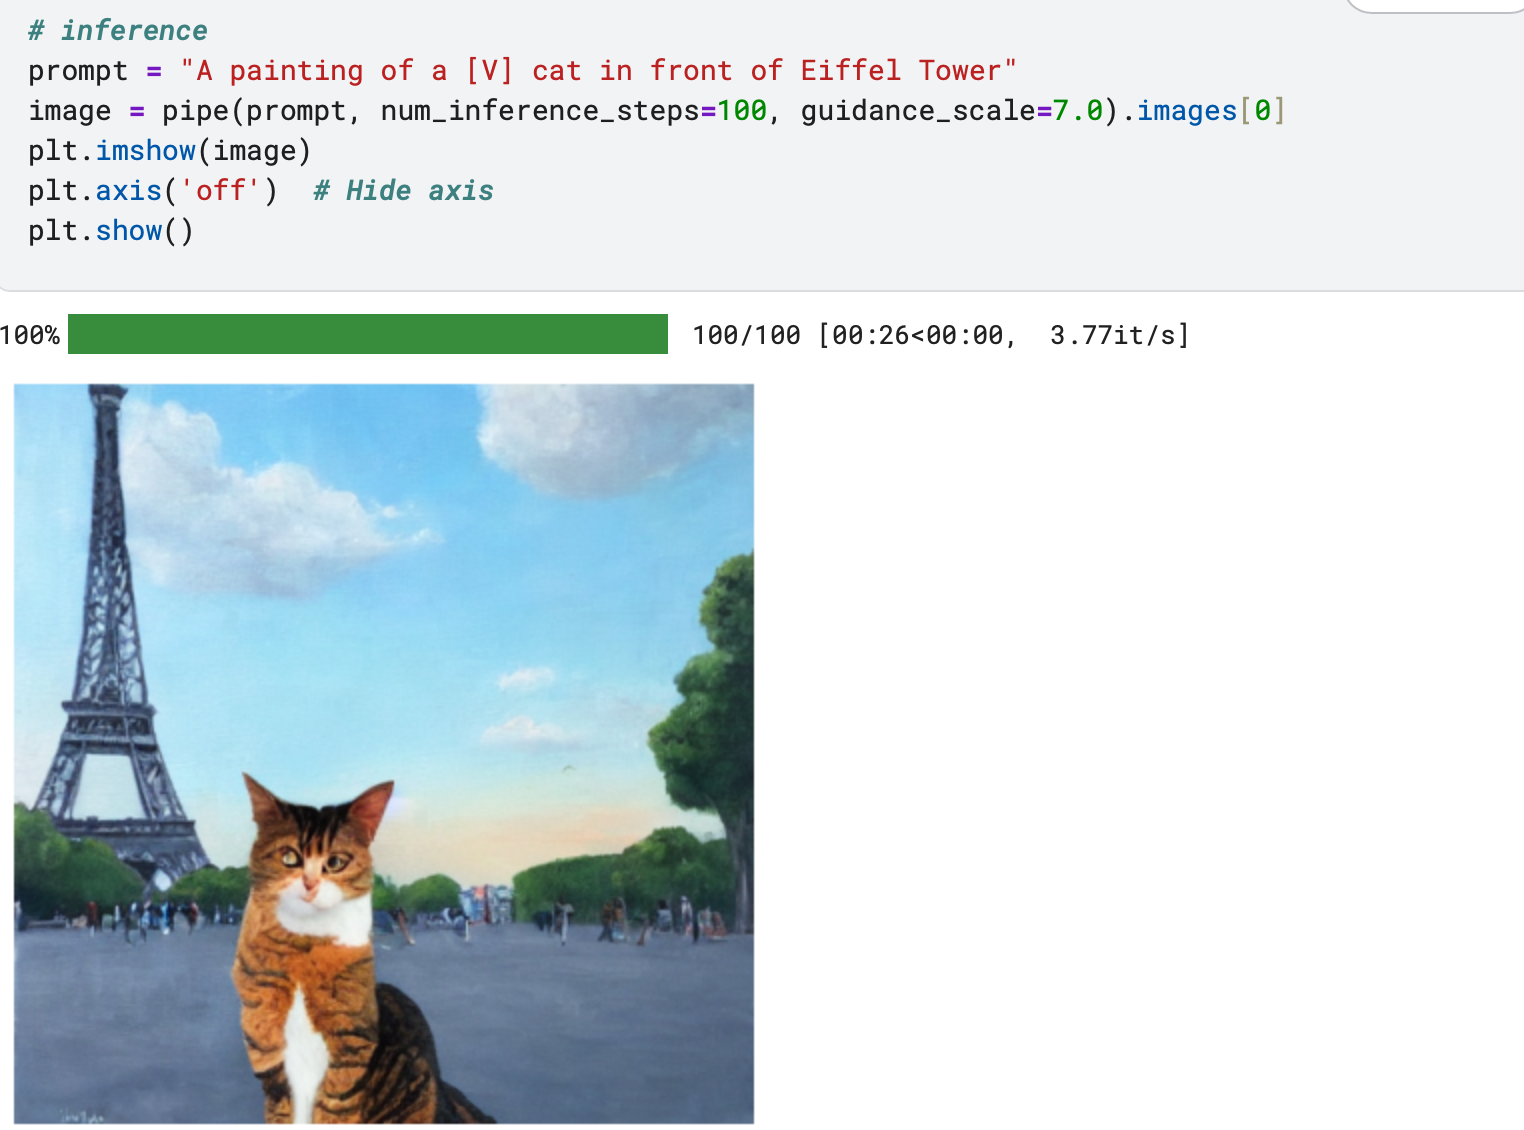 # inference
prompt = "A painting of a [V] cat in front of Eiffel Tower"
image = pipe(prompt, num_inference_steps=100, guidance_scale=7.0).images[0]
plt.imshow(image)
plt.axis('off')  # Hide axis
plt.show()
100% 100/100 [00:26<00:00,  3.77it/s]